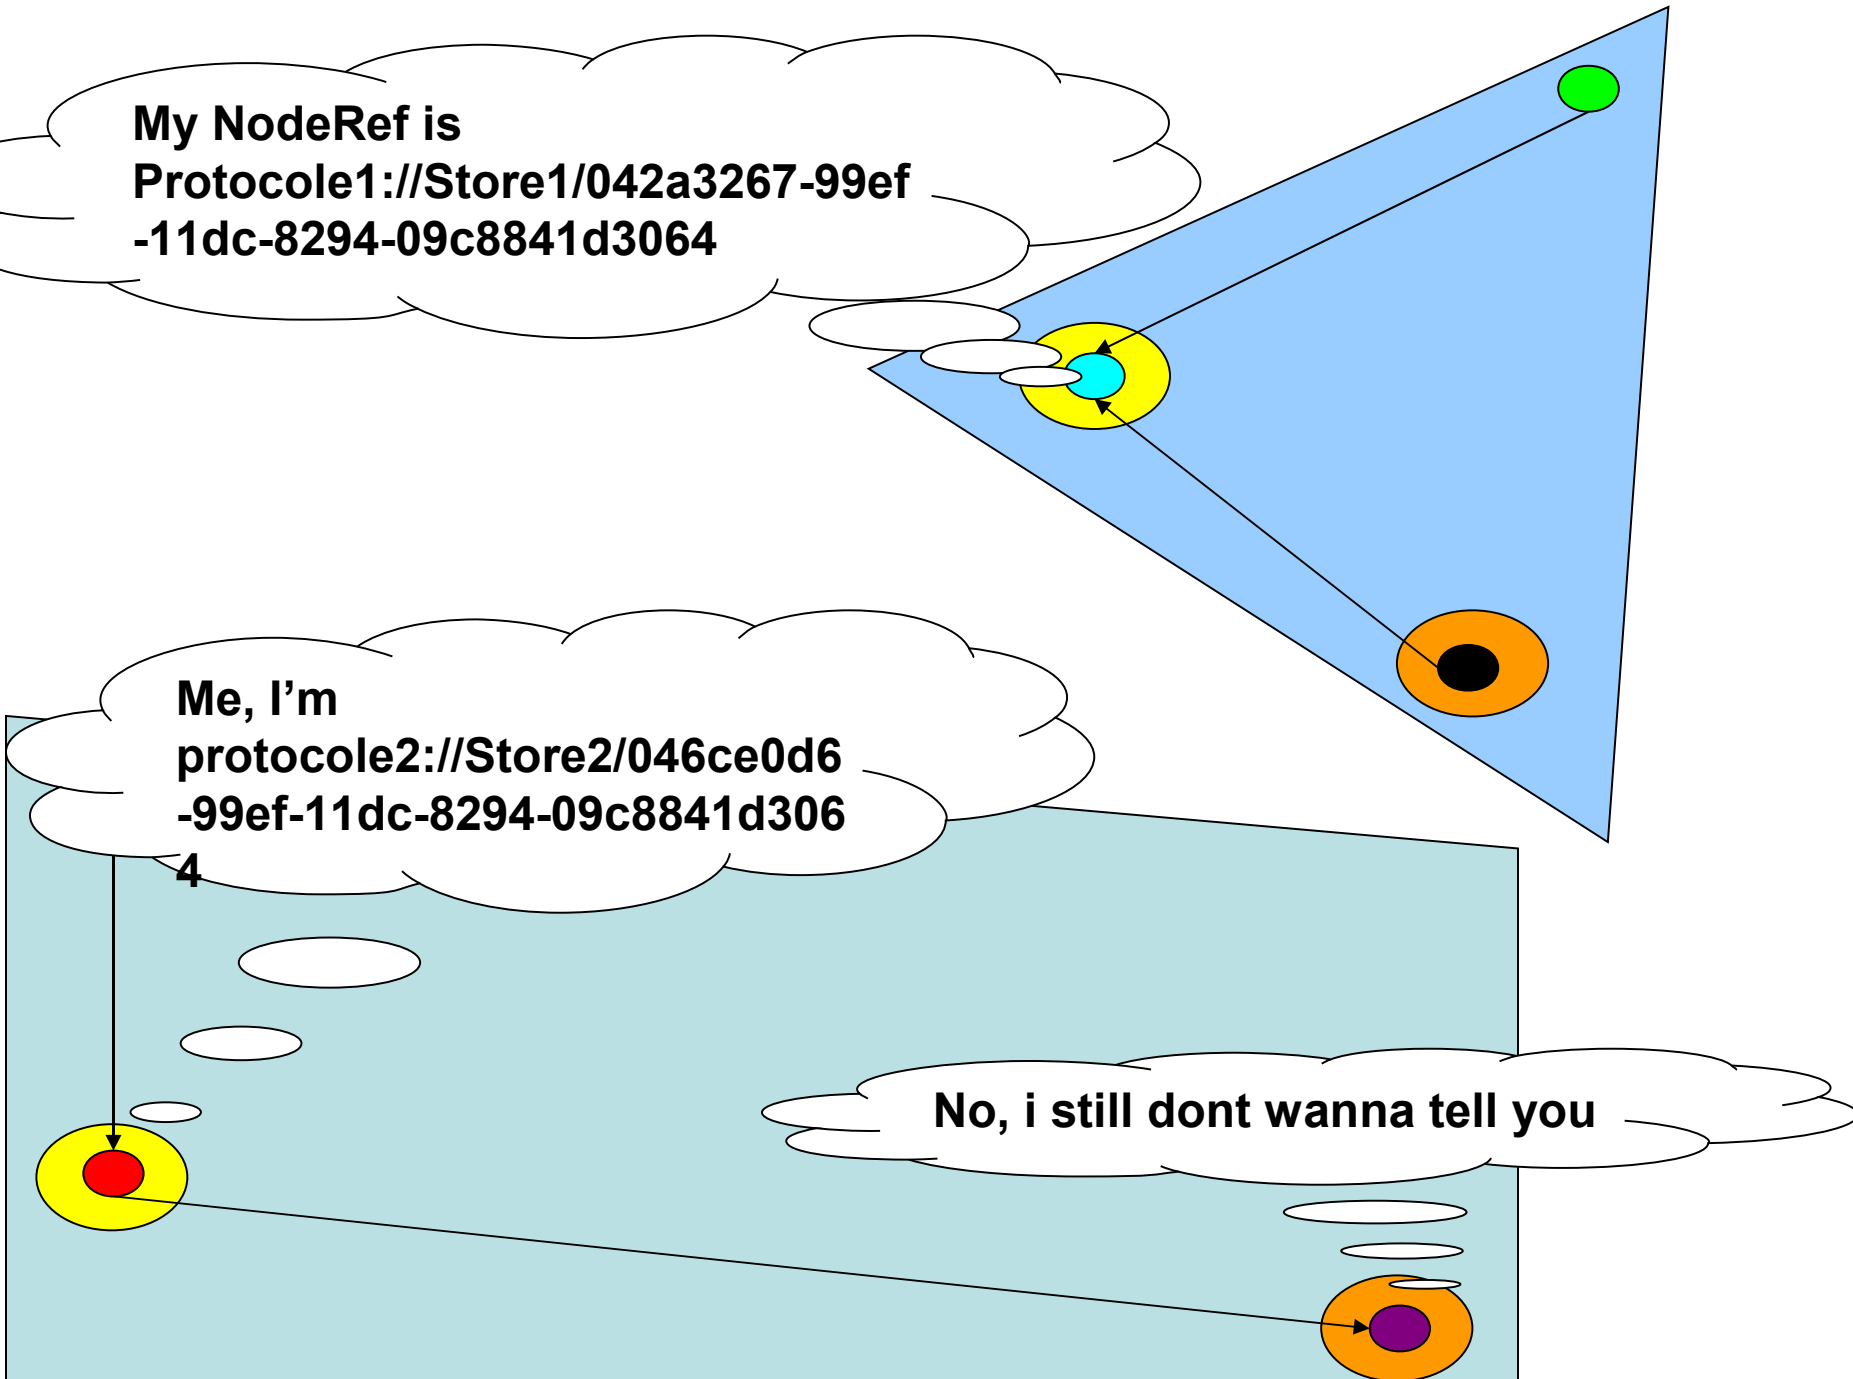 My NodeRef is
Protocole1://Store1/042a3267-99ef
-11dc-8294-09c8841d3064
Me, I’m
protocole2://Store2/046ce0d6
-99ef-11dc-8294-09c8841d306
4
No, i still dont wanna tell you